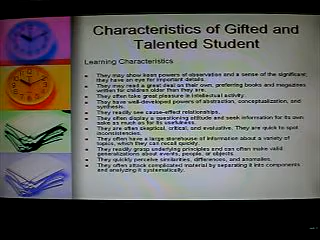 Characteristics of Gifted and
Talented Student
Learning Characteristics
They may show keen powers of observation and a sense of the significant;
they have an eye for important details.
They may read a great deal on their own, preferring books and magazines
written for children older than they are.
They often take great pleasure in intellectual activity.
They have well-developed powers of abstraction, conceptualization, and
synthesis.
They readily see cause-effect relationships.
They often display a questioning attitude and seek information for its own
sake as much as for its usefulness.
They are often skeptical, critical, and evaluative. They are quick to spot
inconsistencies.
They often have a large storehouse of information about a variety of
topics, which they can recall quickly.
They readily grasp underlying principles and can often make valid
generalizations about events, people, or objects.
They quickly perceive similarities, differences, and anomalies.
They often attack complicated material by separating it into components
and analyzing it systematically.